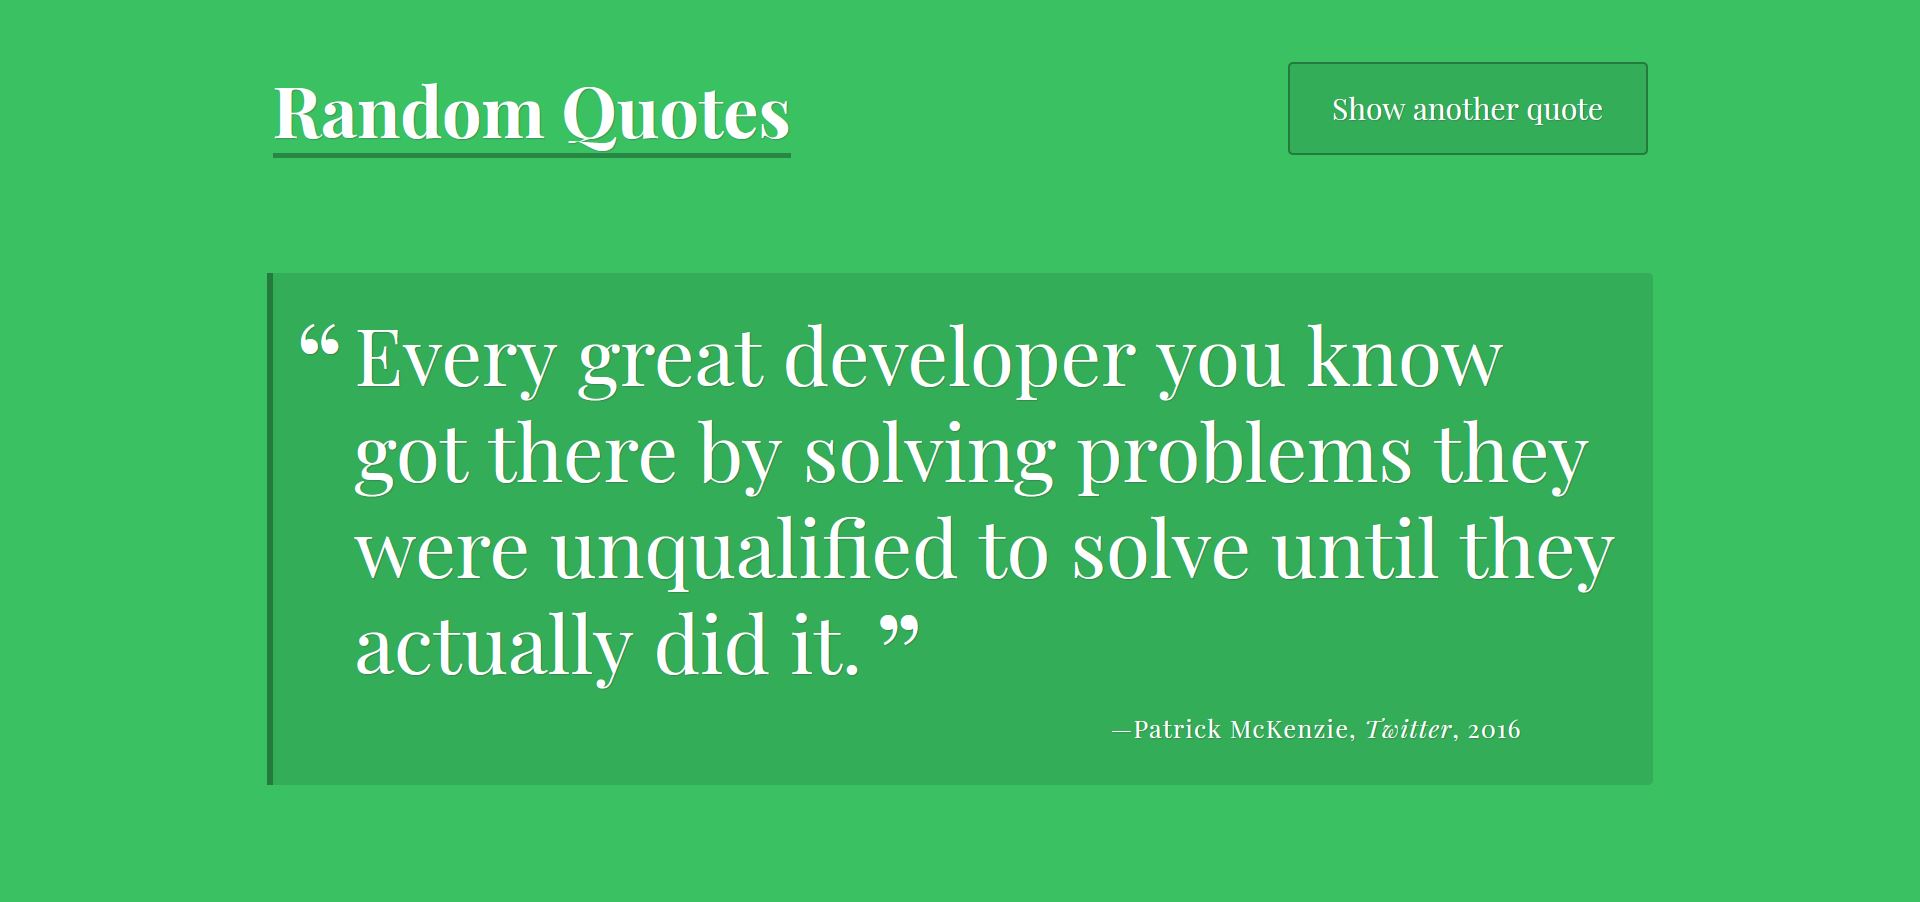 Random Quotes
Show another quote
“ Every great developer you know
got there by solving problems they
were unqualified to solve until they
actually did it. ”
—Patrick McKenzie, Twitter, 2016